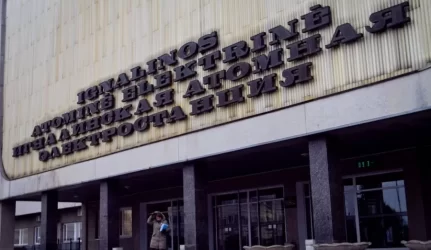 IGNALINOS
ATOMINĖ ELEKTRINĖ
ИГНАЛИНСКАЯ АТОМНАЯ
ЭЛЕКТРОСТАНЦИЯ